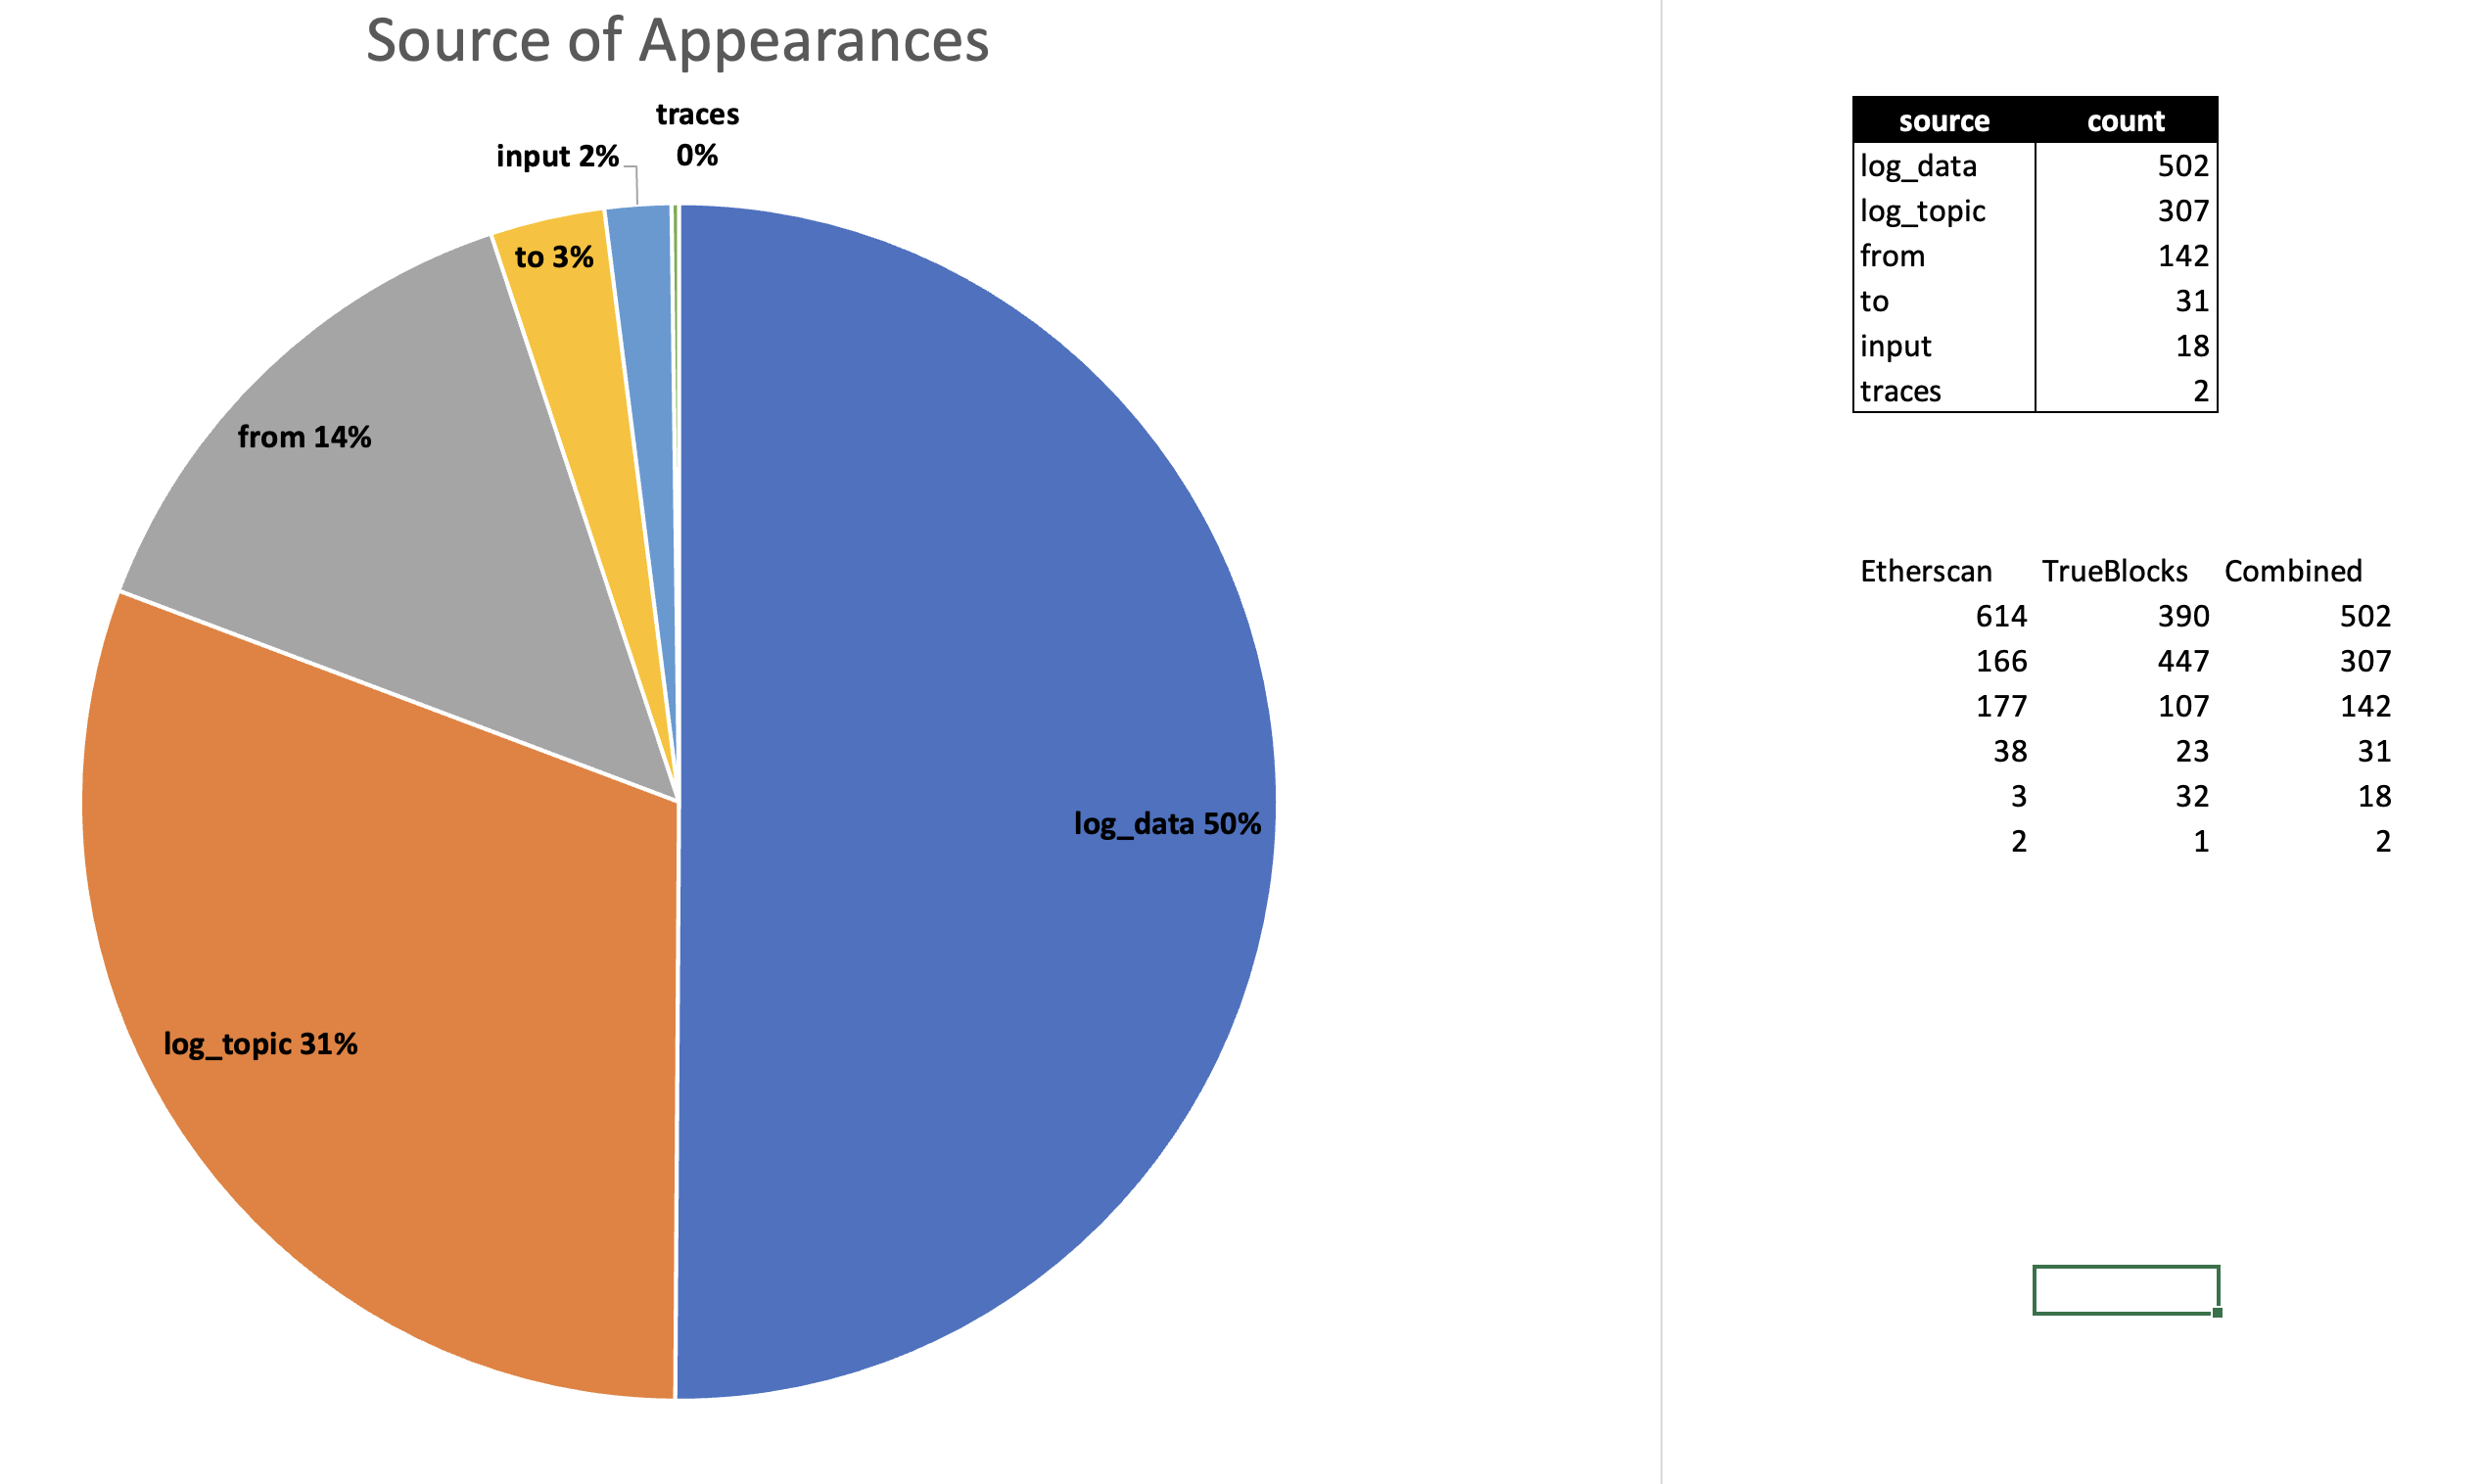 Source of Appearances
traces
0%
input 2%
to 3%
from 14%
log_data 50%
log_topic 31%
source count
log_data 502
log_topic 307
from 142
to 31
input 18
traces 2
Etherscan TrueBlocks Combined
614 390 502
166 447 307
177 107 142
38 23 31
3 32 18
2 1 2